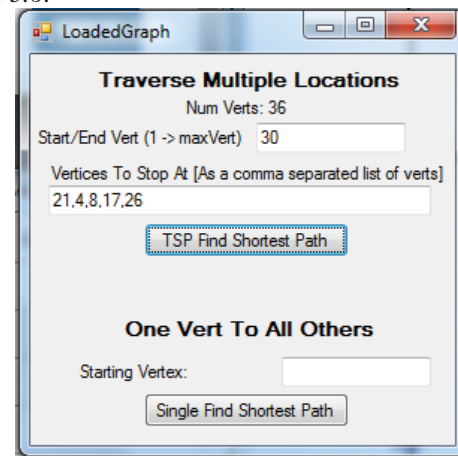 LoadedGraph
Traverse Multiple Locations
Num Verts: 36
Start/End Vert (1 -> maxVert) 30
Vertices To Stop At [As a comma separated list of verts]
21,4,8,17,26
TSP Find Shortest Path
One Vert To All Others
Starting Vertex:
Single Find Shortest Path